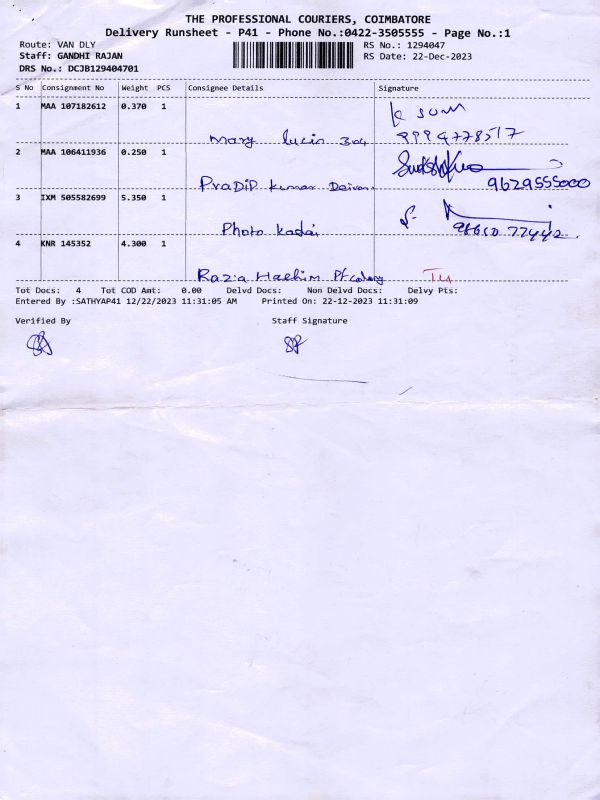 THE PROFESSIONAL COURIERS, COIMBATORE
Delivery Runsheet - P41 - Phone No.:0422-3505555 - Page No.:1
Route: VAN DLY RS No.: 1294047
Staff: GANDHI RAJAN RS Date: 22-Dec-2023
DRS No.: DCJB129404701
S No Consignment No Weight PCS Consignee Details Signature
1 MAA 107182612 0.370 1
Mary lucin 304 9994778517
2 MAA 106411936 0.250 1
PraDiP kumar 9629555000
3 IXM 505582699 5.350 1
Photo kadai 77442
4 KNR 145352 4.300 1
Razia Hashim
Tot Docs: 4 Tot COD Amt: 0.00 Delvd Docs: Non Delvd Docs: Delvy Pts:
Entered By :SATHYAP41 12/22/2023 11:31:05 AM Printed On: 22-12-2023 11:31:09
Verified By Staff Signature